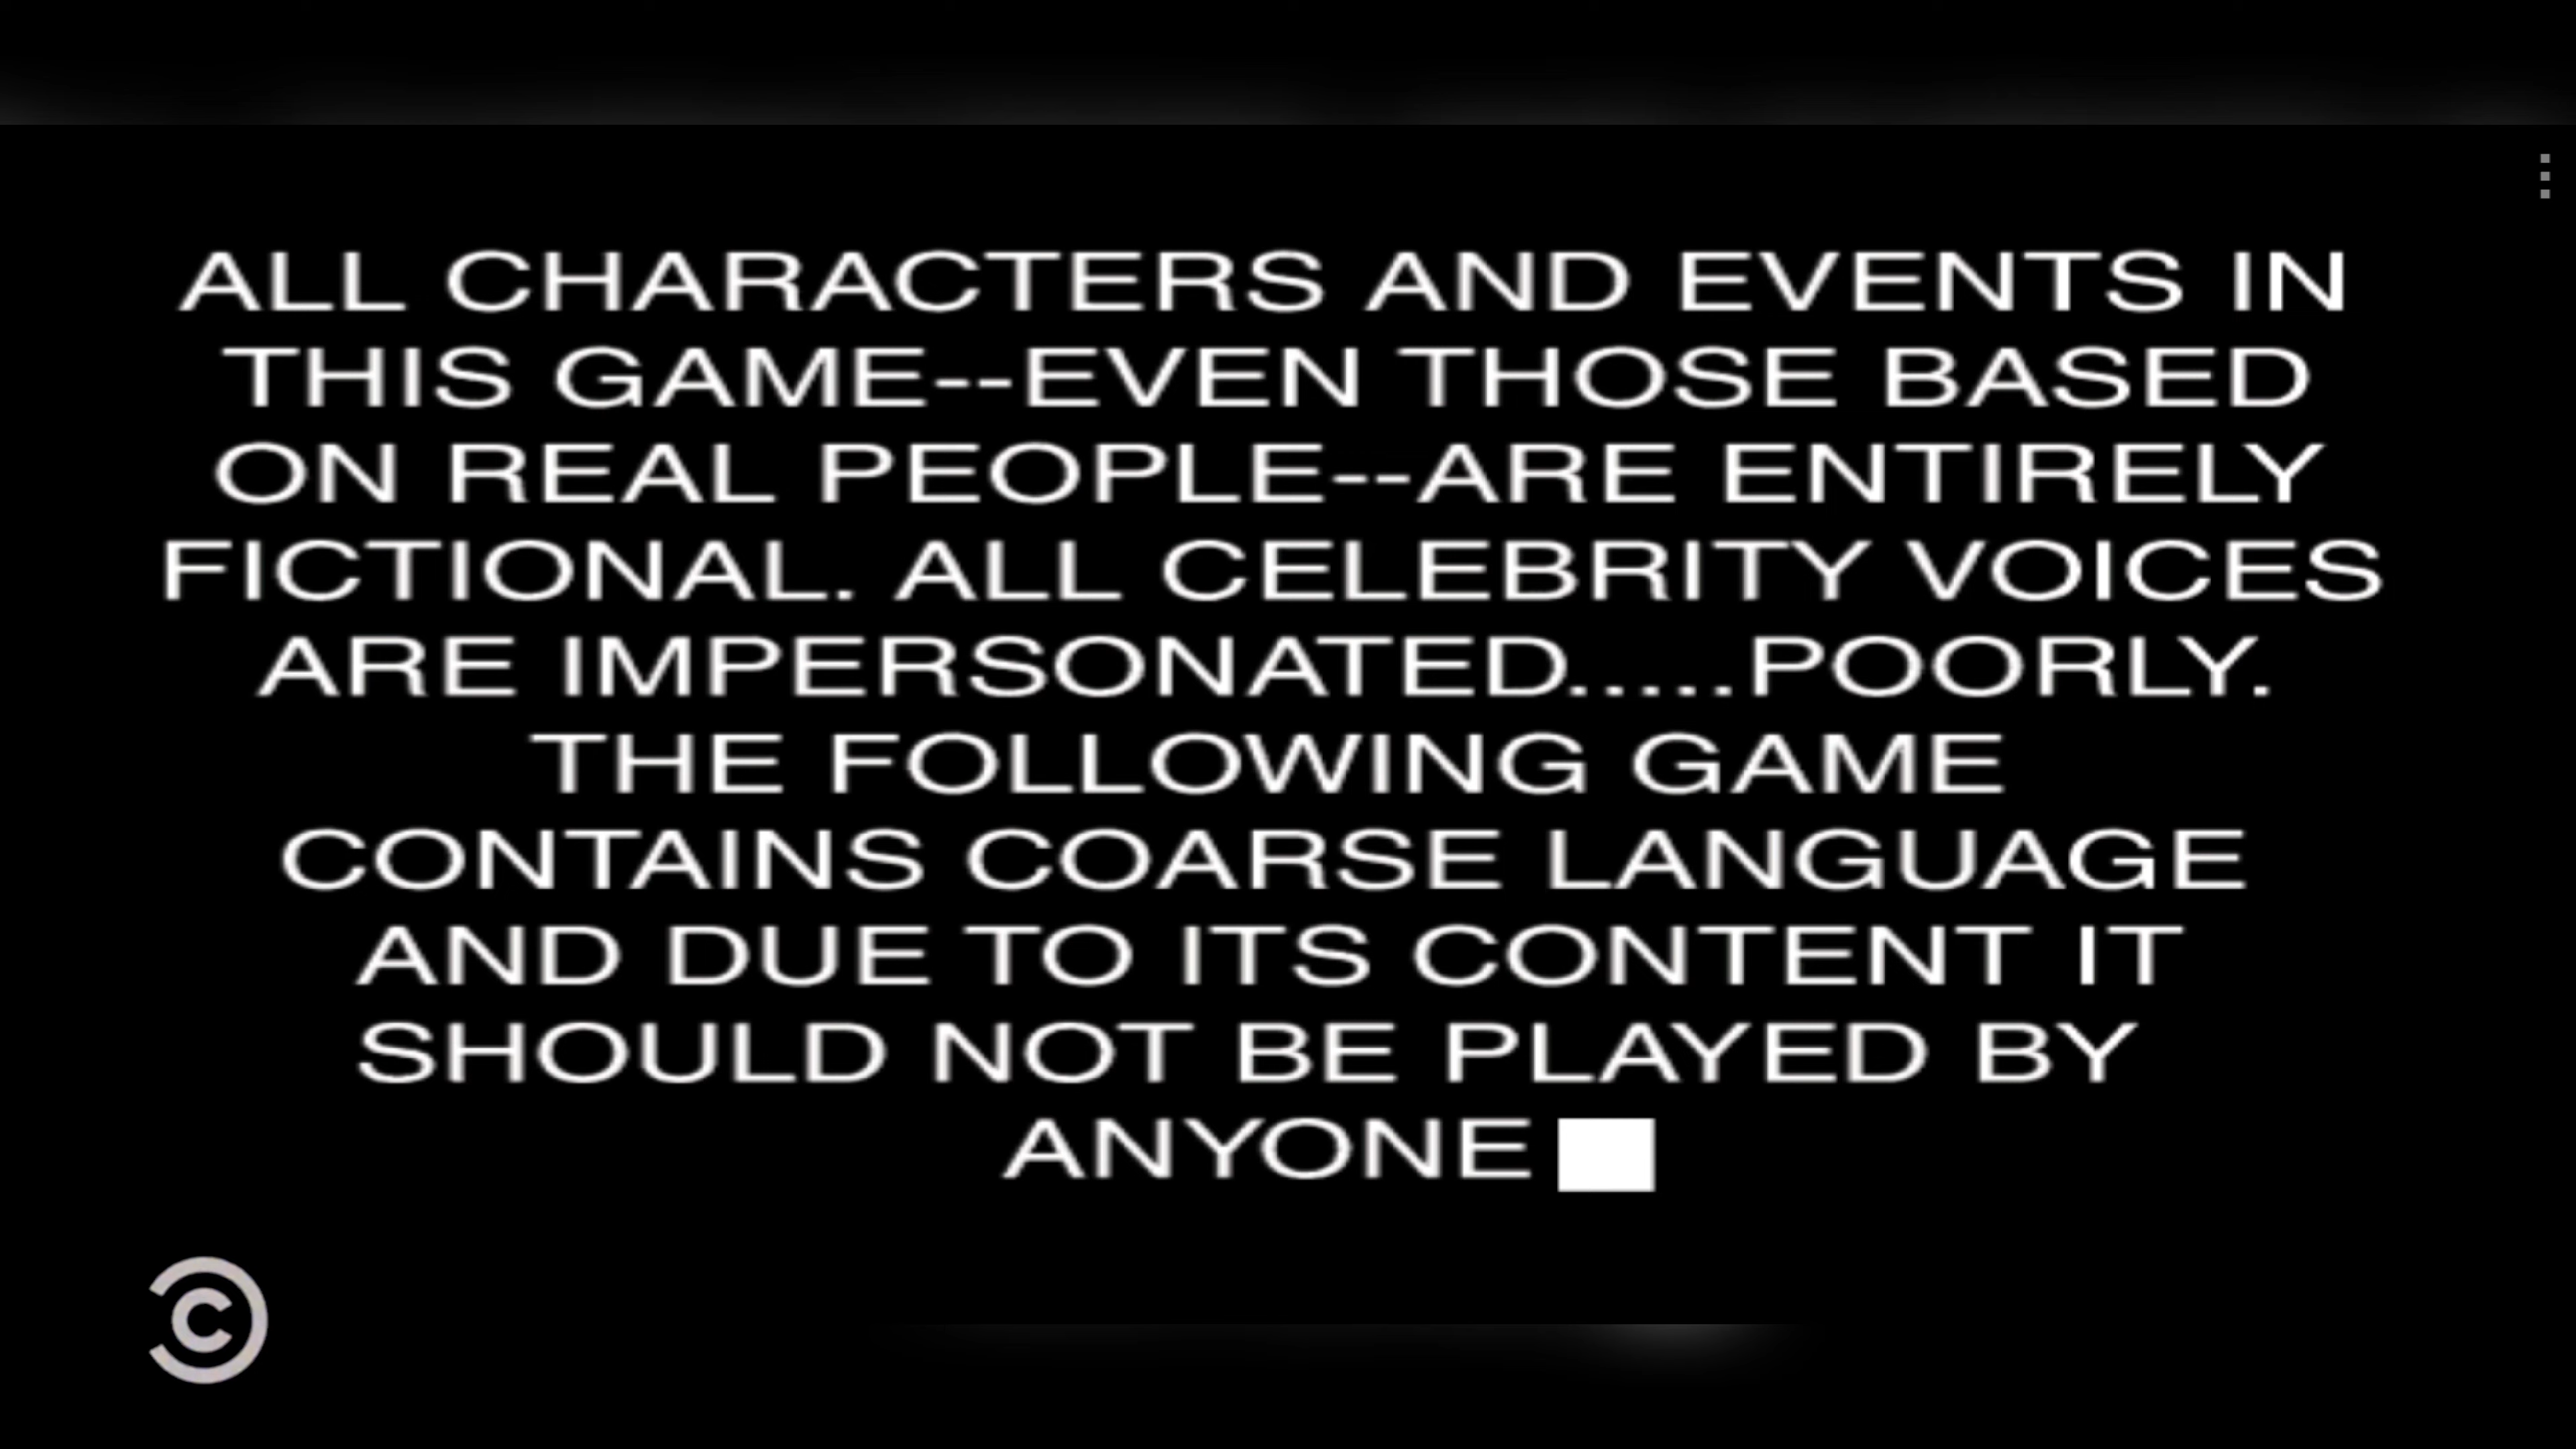 ALL CHARACTERS AND EVENTS IN
THIS GAME--EVEN THOSE BASED
ON REAL PEOPLE--ARE ENTIRELY
FICTIONAL. ALL CELEBRITY VOICES
ARE IMPERSONATED.....POORLY.
THE FOLLOWING GAME
CONTAINS COARSE LANGUAGE
AND DUE TO ITS CONTENT IT
SHOULD NOT BE PLAYED BY
ANYONE